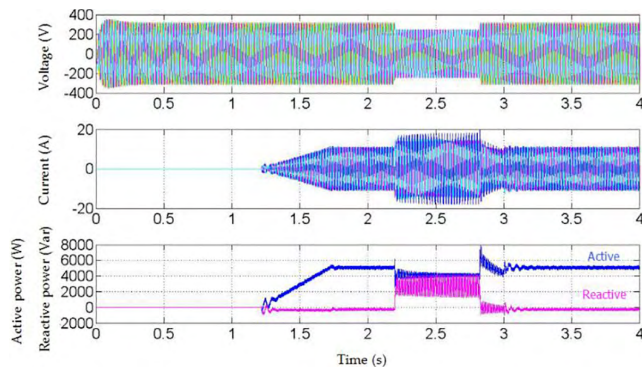 Voltage (V)
400
200
0
-200
-400
0 0.5 1 1.5 2 2.5 3 3.5 4
Current (A)
20
0
20
0 0.5 1 1.5 2 2.5 3 3.5 4
Active power (W)
Reactive power (Var)
8000
6000
4000
2000
0
2000
Active
Reactive
0 0.5 1 1.5 2 2.5 3 3.5 4
Time (s)